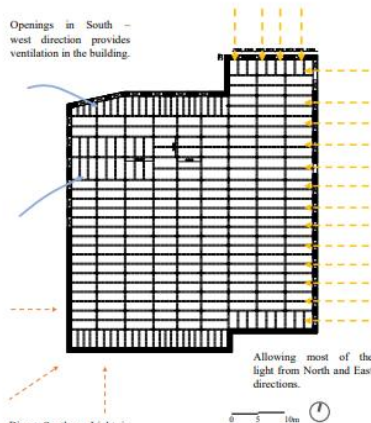 Openings in South –
west direction provides
ventilation in the building.
Allowing most of the
light from North and East
directions.
0 5 10m